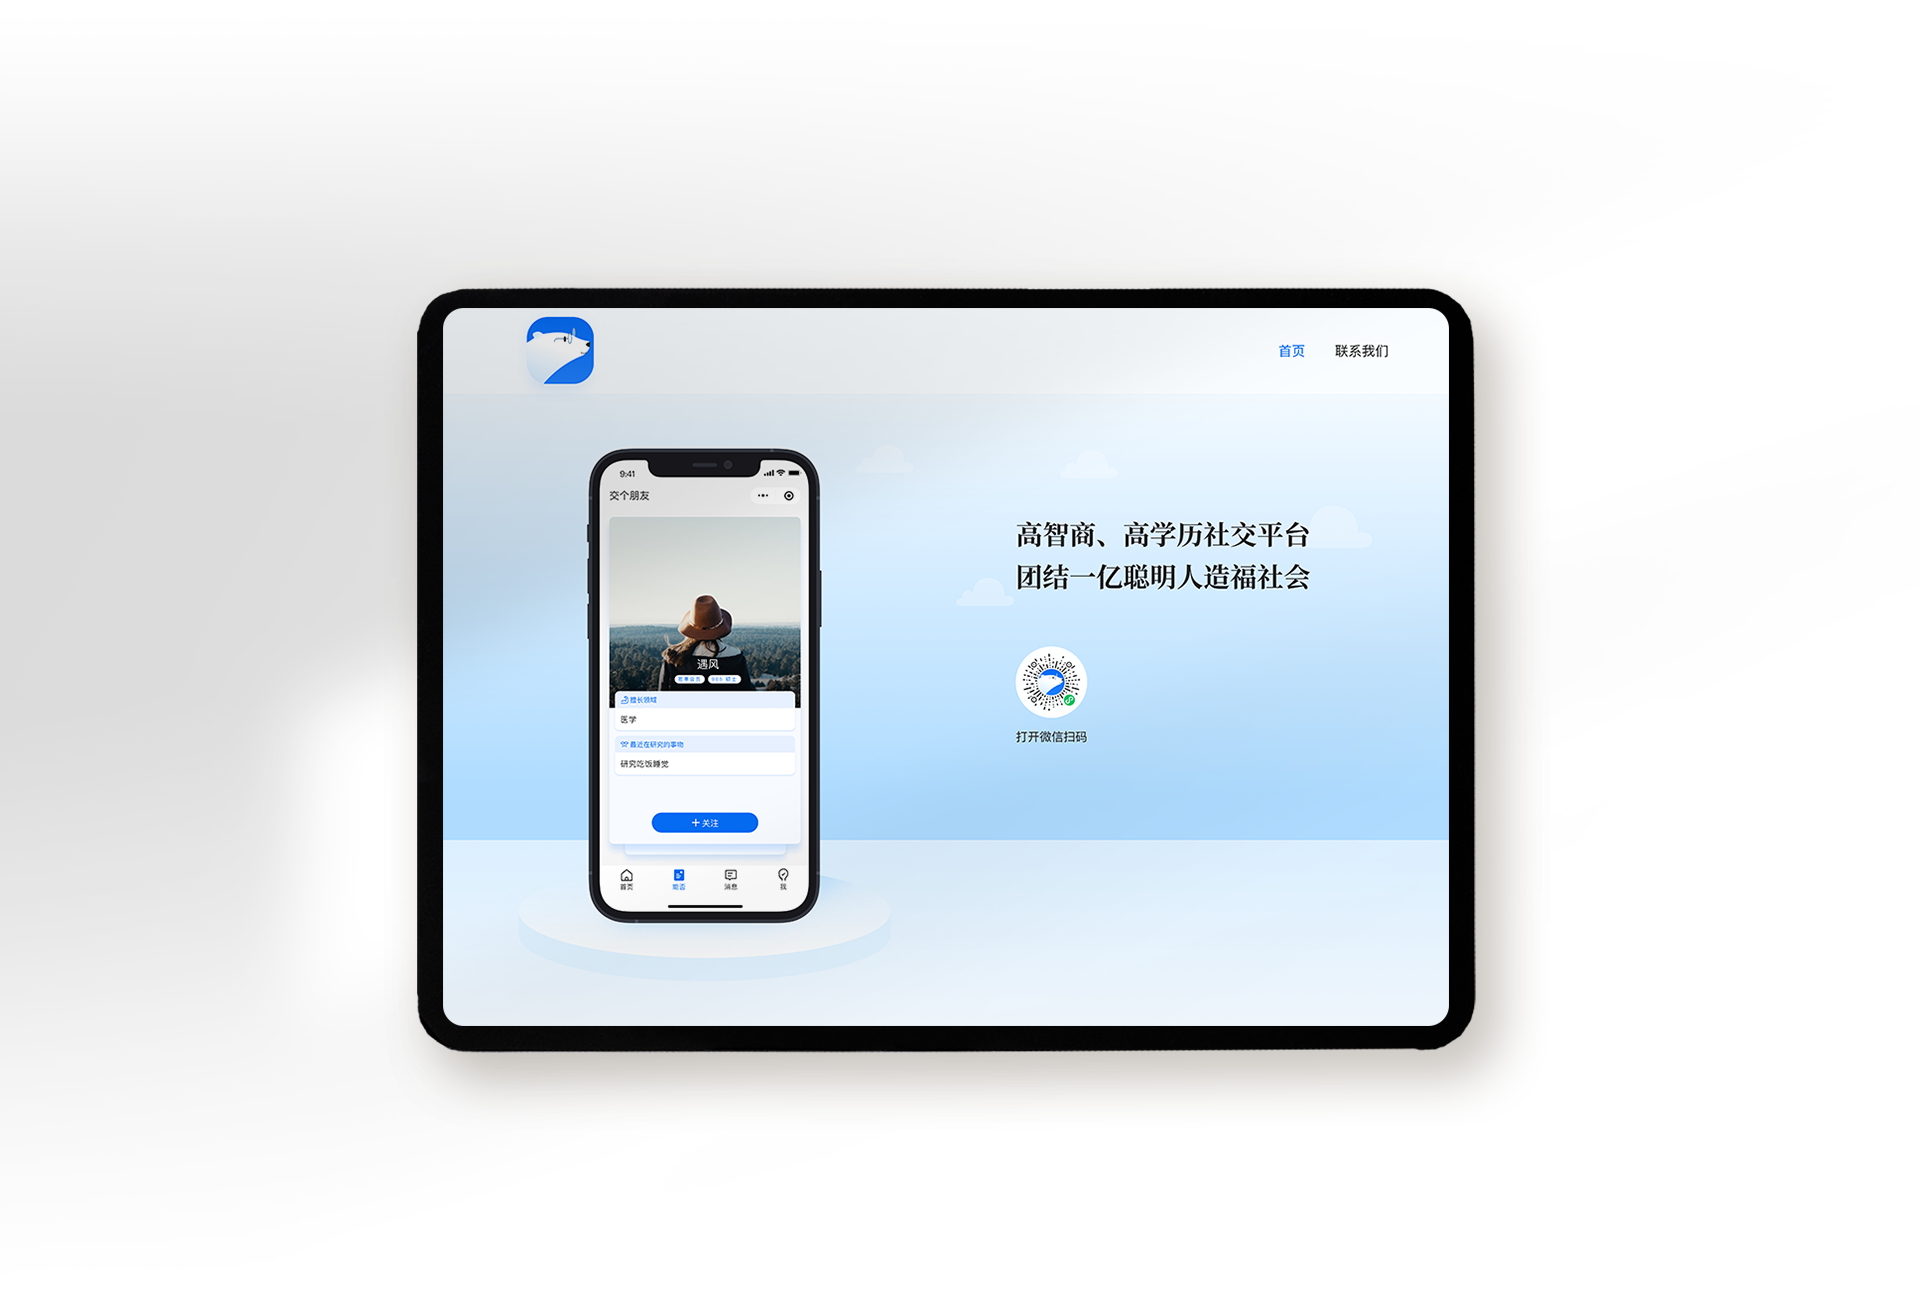 首页 联系我们
9:41
交个朋友
遇风
擅长领域
医学
最近在研究的事物
研究吃饭睡觉
关注
首页 能否 消息 我
高智商、高学历社交平台
团结一亿聪明人造福社会
打开微信扫码